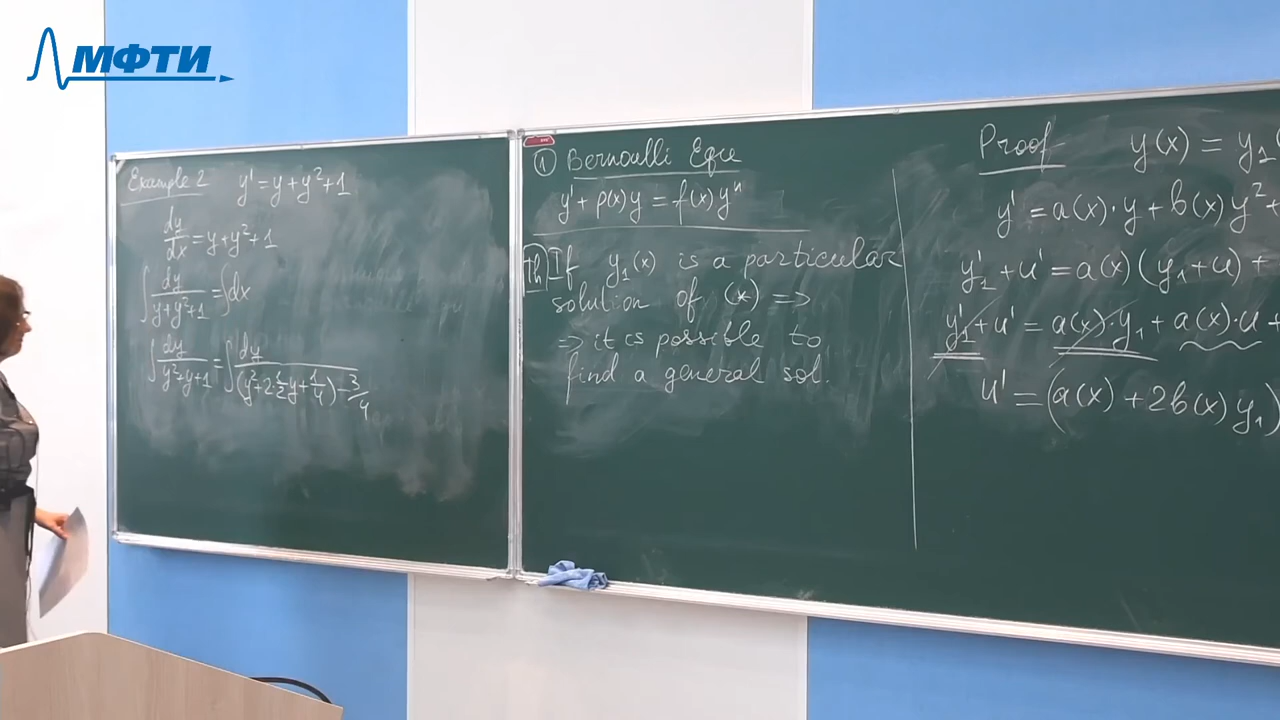 МФТИ
Example 2 y' = y + y² + 1
dy/dx = y + y² + 1
∫ dy/(y + y² + 1) = ∫ dx
∫ dy/(y² + y + 1) = ∫ dy/((y² + 2·½·y + ¼) + 3/4)
① Bernoulli Eque
y' + p(x)y = f(x)yⁿ
Th If y₁(x) is a particular
solution of (x) ⇒
⇒ it is possible to
find a general sol.
Proof y(x) = y₁
y' = a(x)·y + b(x)y² +
y₁' + u' = a(x)(y₁ + u) +
y₁' + u' = a(x)·y₁ + a(x)·u +
u' = (a(x) + 2b(x)y₁)